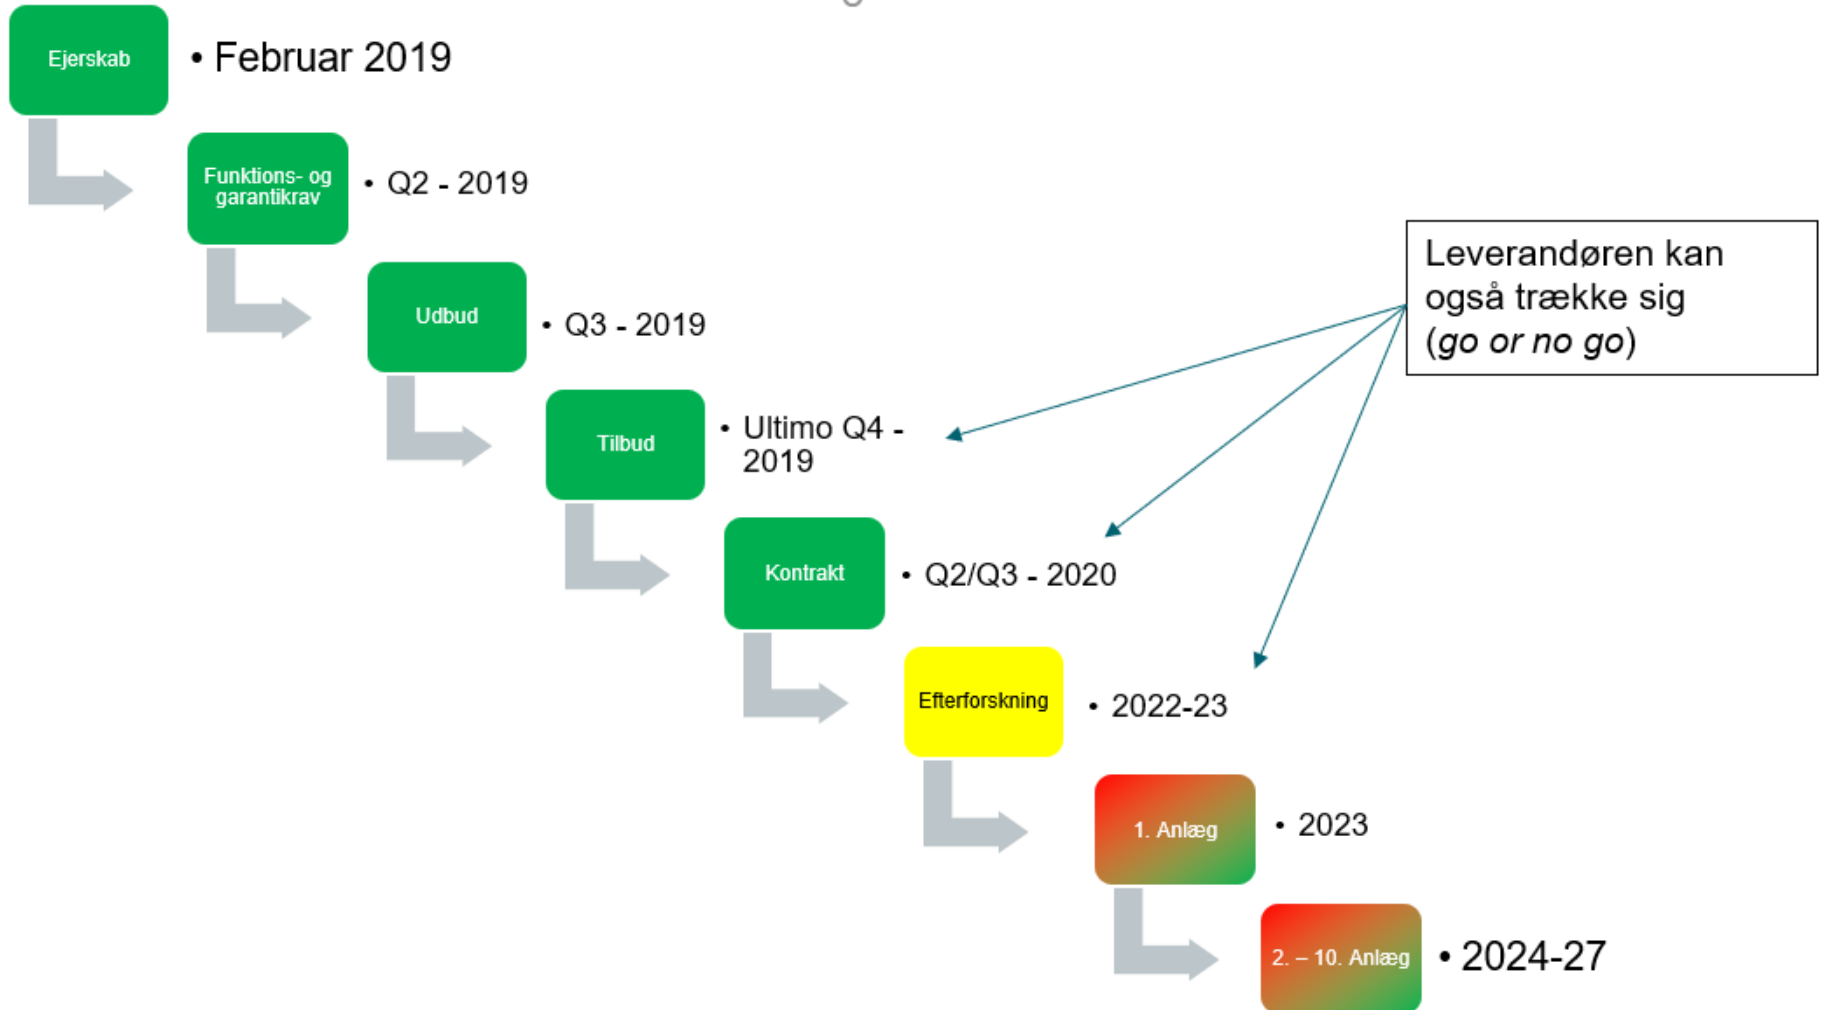 Ejerskab
• Februar 2019
Funktions- og
garantikrav
• Q2 - 2019
Udbud
• Q3 - 2019
Leverandøren kan
også trække sig
(go or no go)
Tilbud
• Ultimo Q4 -
2019
Kontrakt
• Q2/Q3 - 2020
Efterforskning
• 2022-23
1. Anlæg
• 2023
2. – 10. Anlæg
• 2024-27